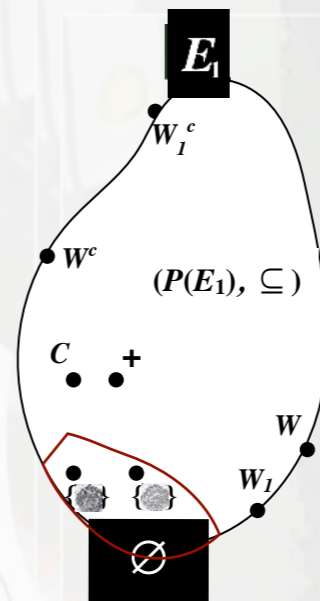 E₁
W₁ᶜ
Wᶜ
(P(E₁), ⊆ )
C +
W
W₁
{ } { }
∅